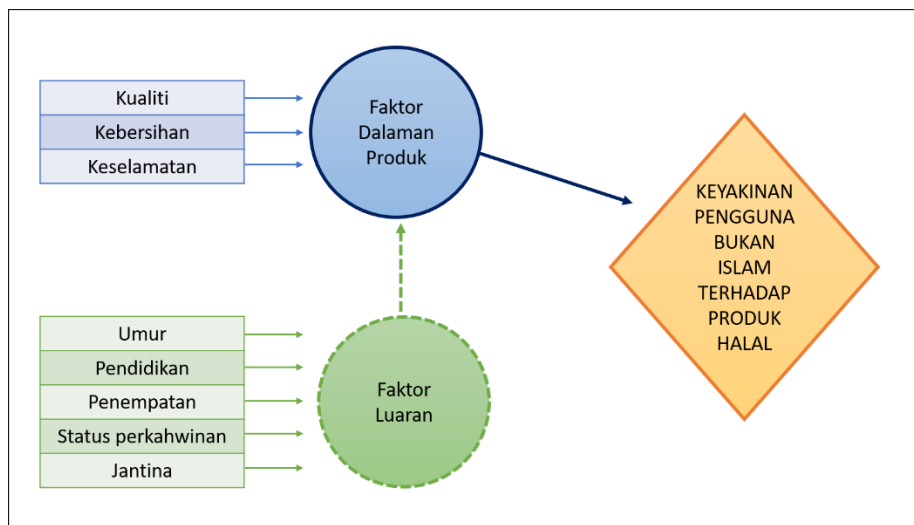 Kualiti
Kebersihan
Keselamatan
Faktor
Dalaman
Produk
KEYAKINAN
PENGGUNA
BUKAN
ISLAM
TERHADAP
PRODUK
HALAL
Umur
Pendidikan
Penempatan
Status perkahwinan
Jantina
Faktor
Luaran